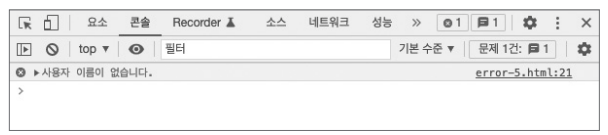 요소 콘솔 Recorder 소스 네트워크 성능 » 1 1
top ▼ 필터 기본 수준 ▼ 문제 1건: 1
▶사용자 이름이 없습니다. error-5.html:21
>